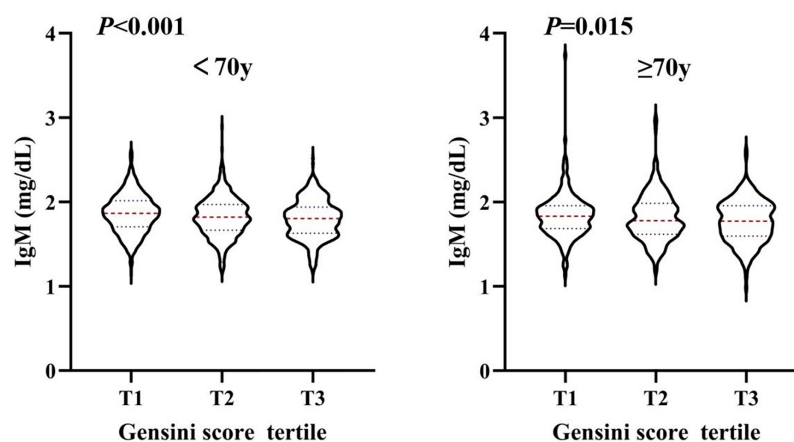 P<0.001
<70y
4
3
2
1
0
IgM (mg/dL)
T1 T2 T3
Gensini score tertile
P=0.015
≥70y
4
3
2
1
0
IgM (mg/dL)
T1 T2 T3
Gensini score tertile